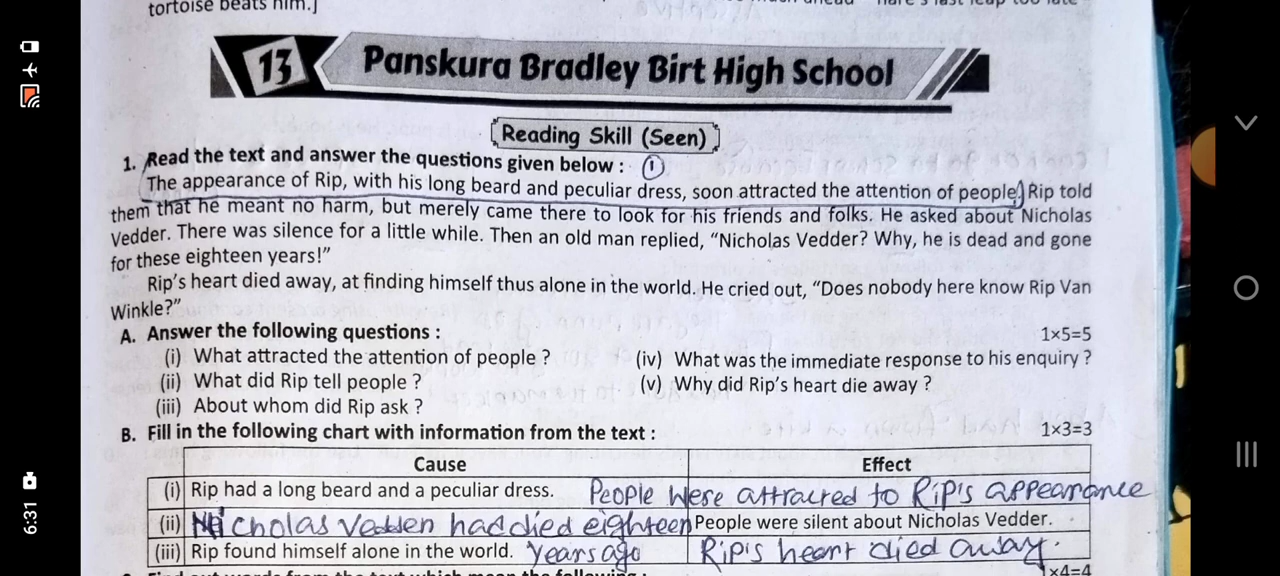 tortoise beats him.]
13 Panskura Bradley Birt High School
Reading Skill (Seen)
1. Read the text and answer the questions given below : 1
The appearance of Rip, with his long beard and peculiar dress, soon attracted the attention of people. Rip told
them that he meant no harm, but merely came there to look for his friends and folks. He asked about Nicholas
Vedder. There was silence for a little while. Then an old man replied, “Nicholas Vedder? Why, he is dead and gone
for these eighteen years!”
Rip's heart died away, at finding himself thus alone in the world. He cried out, “Does nobody here know Rip Van
Winkle?”
A. Answer the following questions : 1×5=5
(i) What attracted the attention of people ? (iv) What was the immediate response to his enquiry ?
(ii) What did Rip tell people ? (v) Why did Rip's heart die away ?
(iii) About whom did Rip ask ?
B. Fill in the following chart with information from the text : 1×3=3
Cause Effect
(i) Rip had a long beard and a peculiar dress. People were attracted to Rip's appearance
(ii) Nicholas Vedden had died eighteen People were silent about Nicholas Vedder.
(iii) Rip found himself alone in the world. years ago Rip's heart died away.
1×4=4
6:31